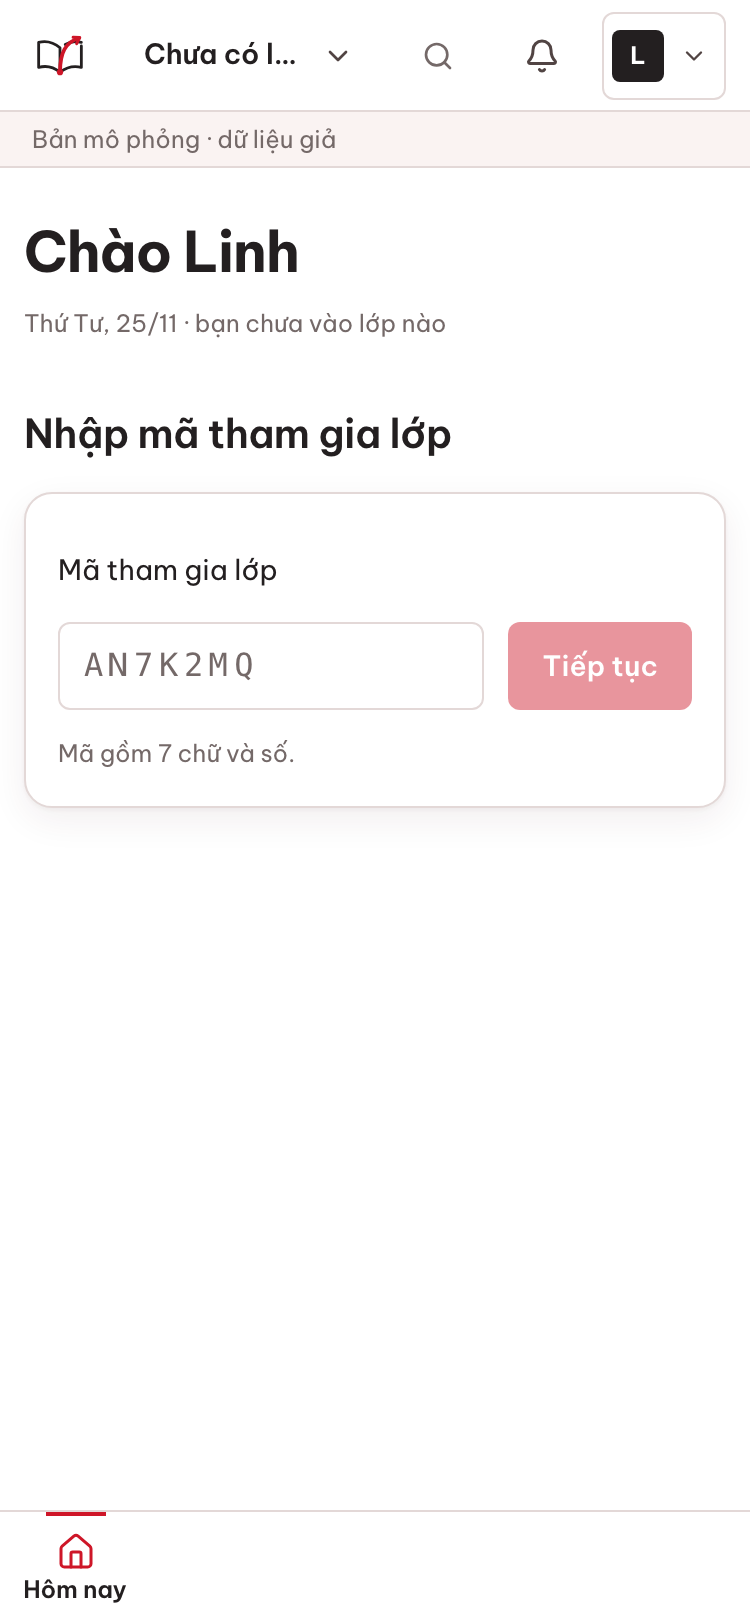 Chưa có l...
L
Bản mô phỏng · dữ liệu giả
Chào Linh
Thứ Tư, 25/11 · bạn chưa vào lớp nào
Nhập mã tham gia lớp
Mã tham gia lớp
AN7K2MQ
Tiếp tục
Mã gồm 7 chữ và số.
Hôm nay